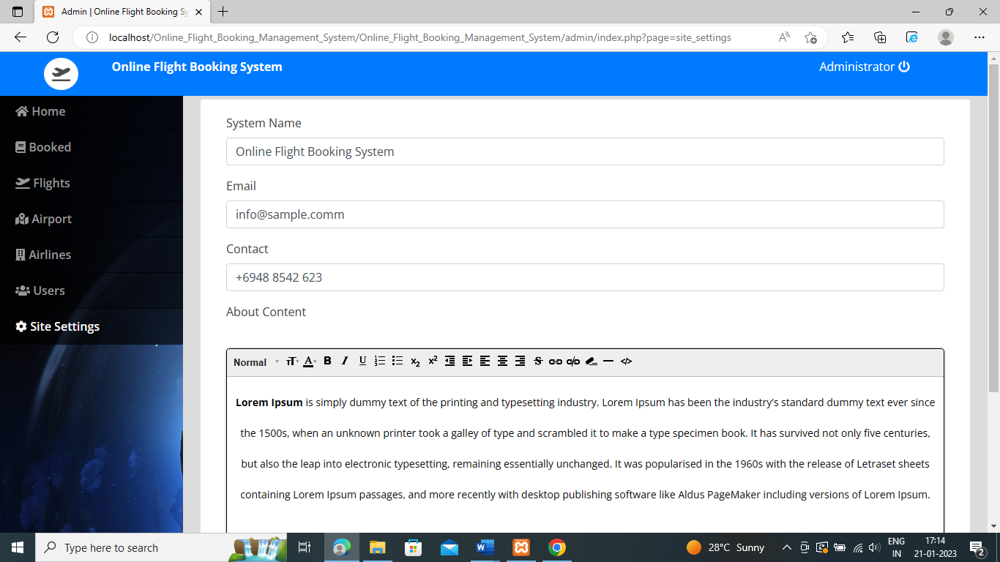 Admin | Online Flight Booking Sy
localhost/Online_Flight_Booking_Management_System/Online_Flight_Booking_Management_System/admin/index.php?page=site_settings
Online Flight Booking System
Administrator
Home
Booked
Flights
Airport
Airlines
Users
Site Settings
System Name
Online Flight Booking System
Email
info@sample.comm
Contact
+6948 8542 623
About Content
Normal
Lorem Ipsum is simply dummy text of the printing and typesetting industry. Lorem Ipsum has been the industry’s standard dummy text ever since
the 1500s, when an unknown printer took a galley of type and scrambled it to make a type specimen book. It has survived not only five centuries,
but also the leap into electronic typesetting, remaining essentially unchanged. It was popularised in the 1960s with the release of Letraset sheets
containing Lorem Ipsum passages, and more recently with desktop publishing software like Aldus PageMaker including versions of Lorem Ipsum.
Type here to search
28°C Sunny
ENG
IN
17:14
21-01-2023
2